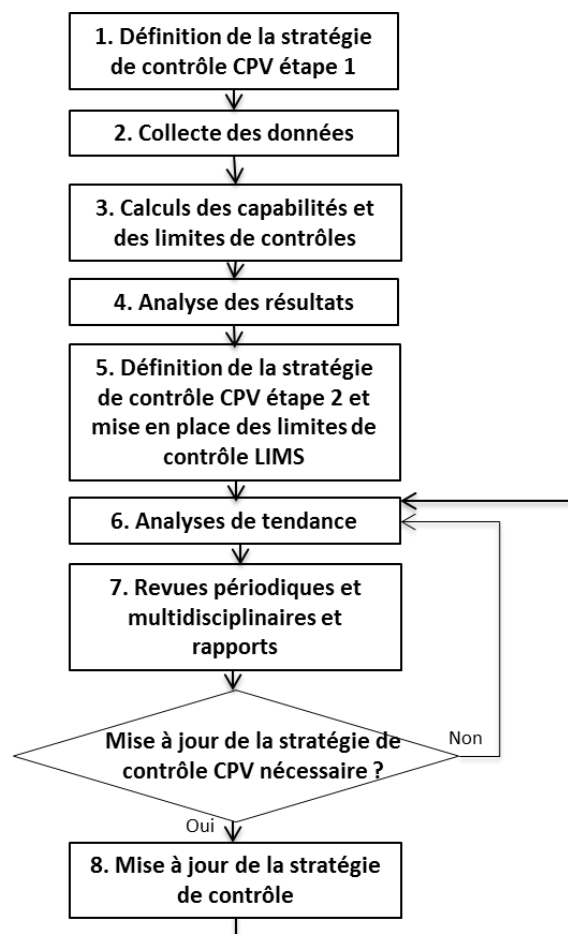 1. Définition de la stratégie
de contrôle CPV étape 1
2. Collecte des données
3. Calculs des capabilités et
des limites de contrôles
4. Analyse des résultats
5. Définition de la stratégie
de contrôle CPV étape 2 et
mise en place des limites de
contrôle LIMS
6. Analyses de tendance
7. Revues périodiques et
multidisciplinaires et
rapports
Mise à jour de la stratégie de
contrôle CPV nécessaire ?
Non
Oui
8. Mise à jour de la stratégie
de contrôle